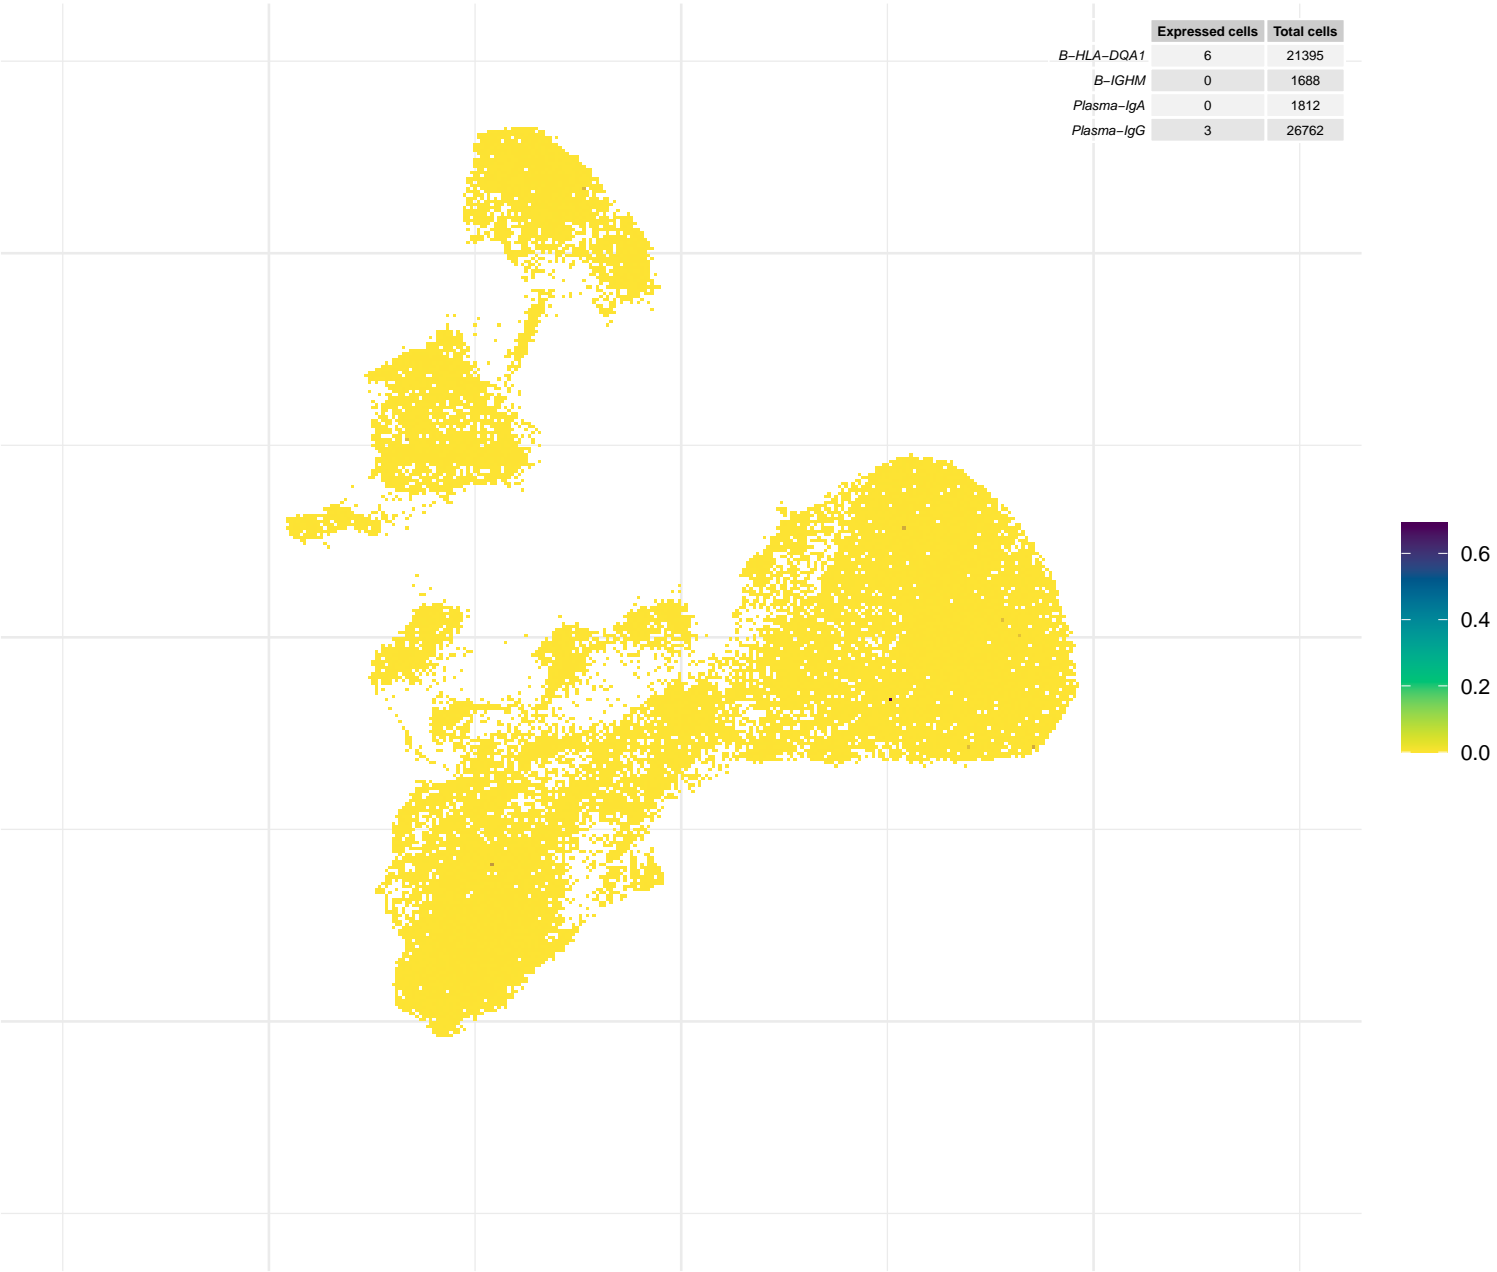 Expressed cells Total cells
B−HLA−DQA1 6 21395
B−IGHM 0 1688
Plasma−IgA 0 1812
Plasma−IgG 3 26762
0.6
0.4
0.2
0.0